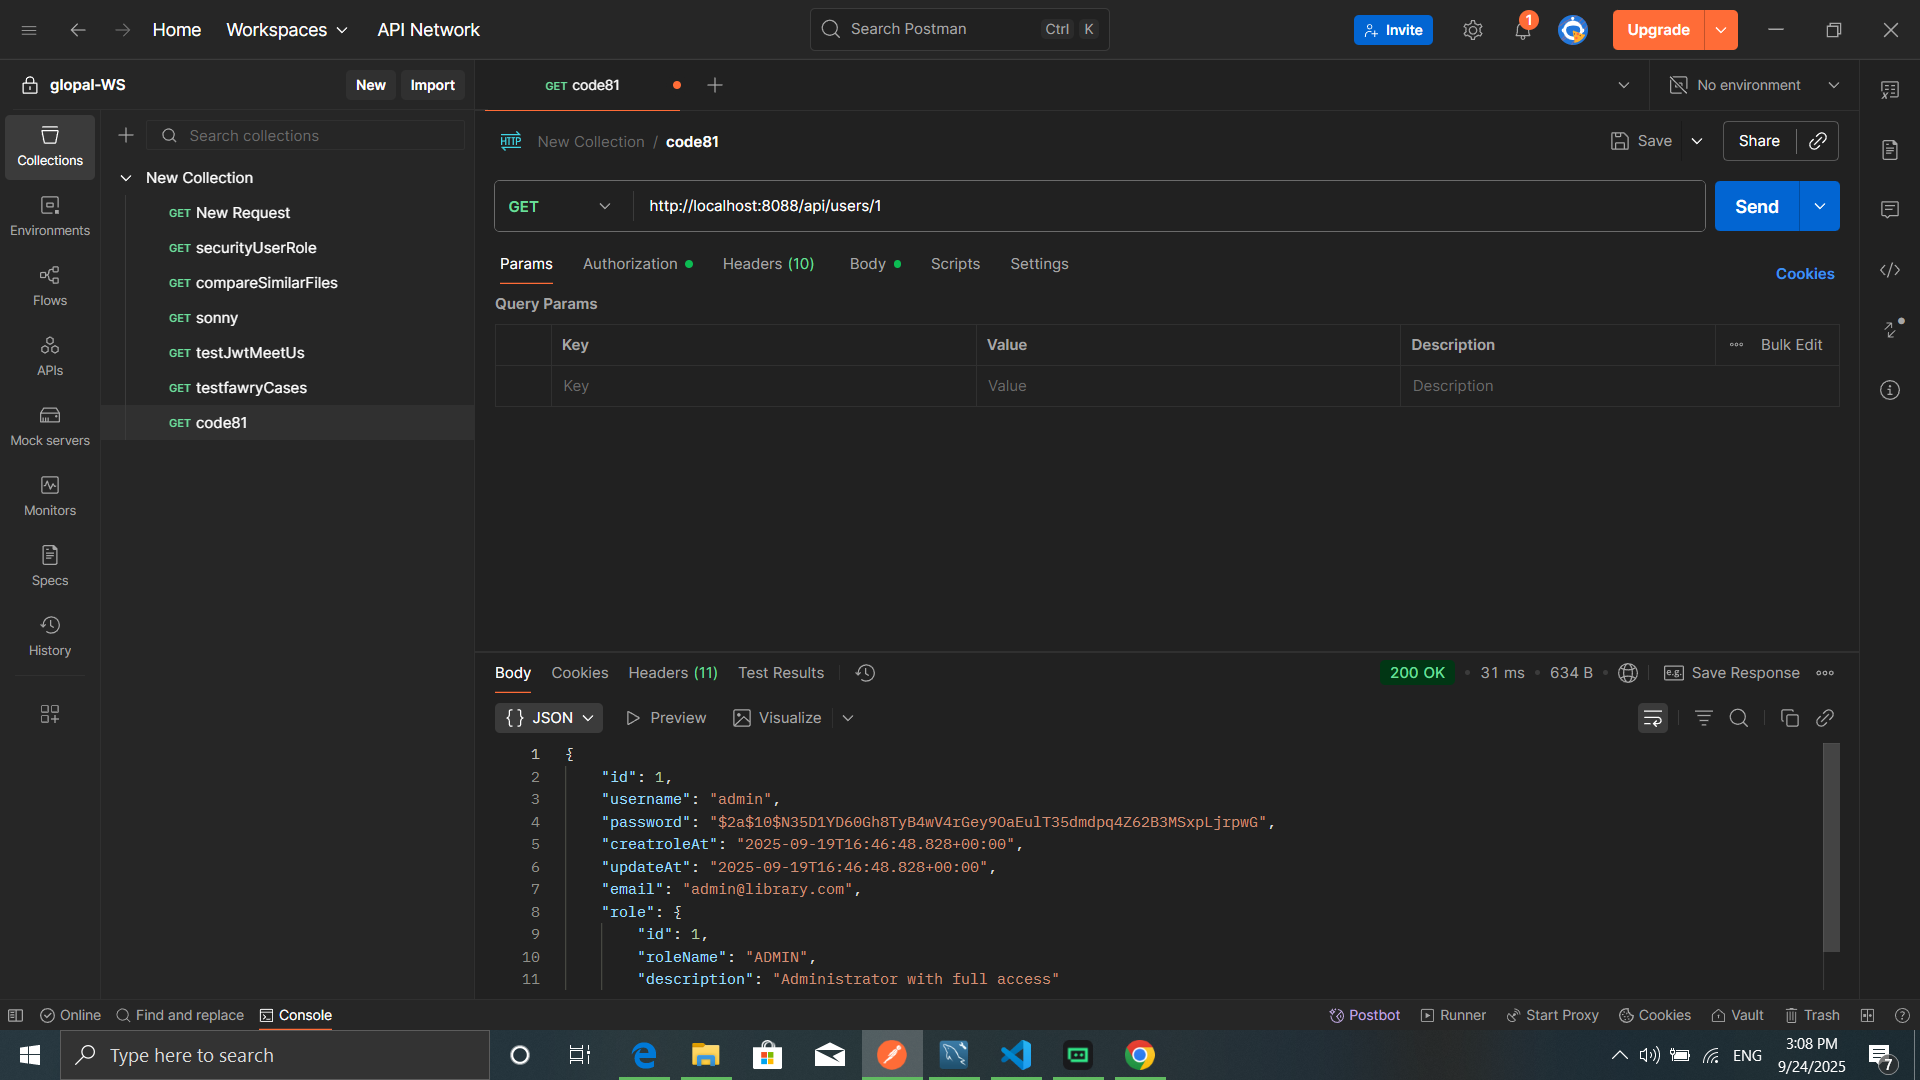 Home Workspaces API Network Search Postman Ctrl K Invite 1 Upgrade
glopal-WS New Import GET code81 No environment
Collections
Search collections
HTTP New Collection / code81 Save Share
New Collection
GET New Request
GET securityUserRole
GET compareSimilarFiles
GET sonny
GET testJwtMeetUs
GET testfawryCases
GET code81
Environments
Flows
APIs
Mock servers
Monitors
Specs
History
GET http://localhost:8088/api/users/1 Send
Params Authorization Headers (10) Body Scripts Settings Cookies
Query Params
Key Value Description Bulk Edit
Key Value Description
Body Cookies Headers (11) Test Results 200 OK 31 ms 634 B e.g. Save Response
{} JSON Preview Visualize
1 {
2 "id": 1,
3 "username": "admin",
4 "password": "$2a$10$N35D1YD60Gh8TyB4wV4rGey9OaEulT35dmdpq4Z62B3MSxpLjrpwG",
5 "creatroleAt": "2025-09-19T16:46:48.828+00:00",
6 "updateAt": "2025-09-19T16:46:48.828+00:00",
7 "email": "admin@library.com",
8 "role": {
9 "id": 1,
10 "roleName": "ADMIN",
11 "description": "Administrator with full access"
Online Find and replace Console Postbot Runner Start Proxy Cookies Vault Trash
Type here to search ENG 3:08 PM
9/24/2025 7